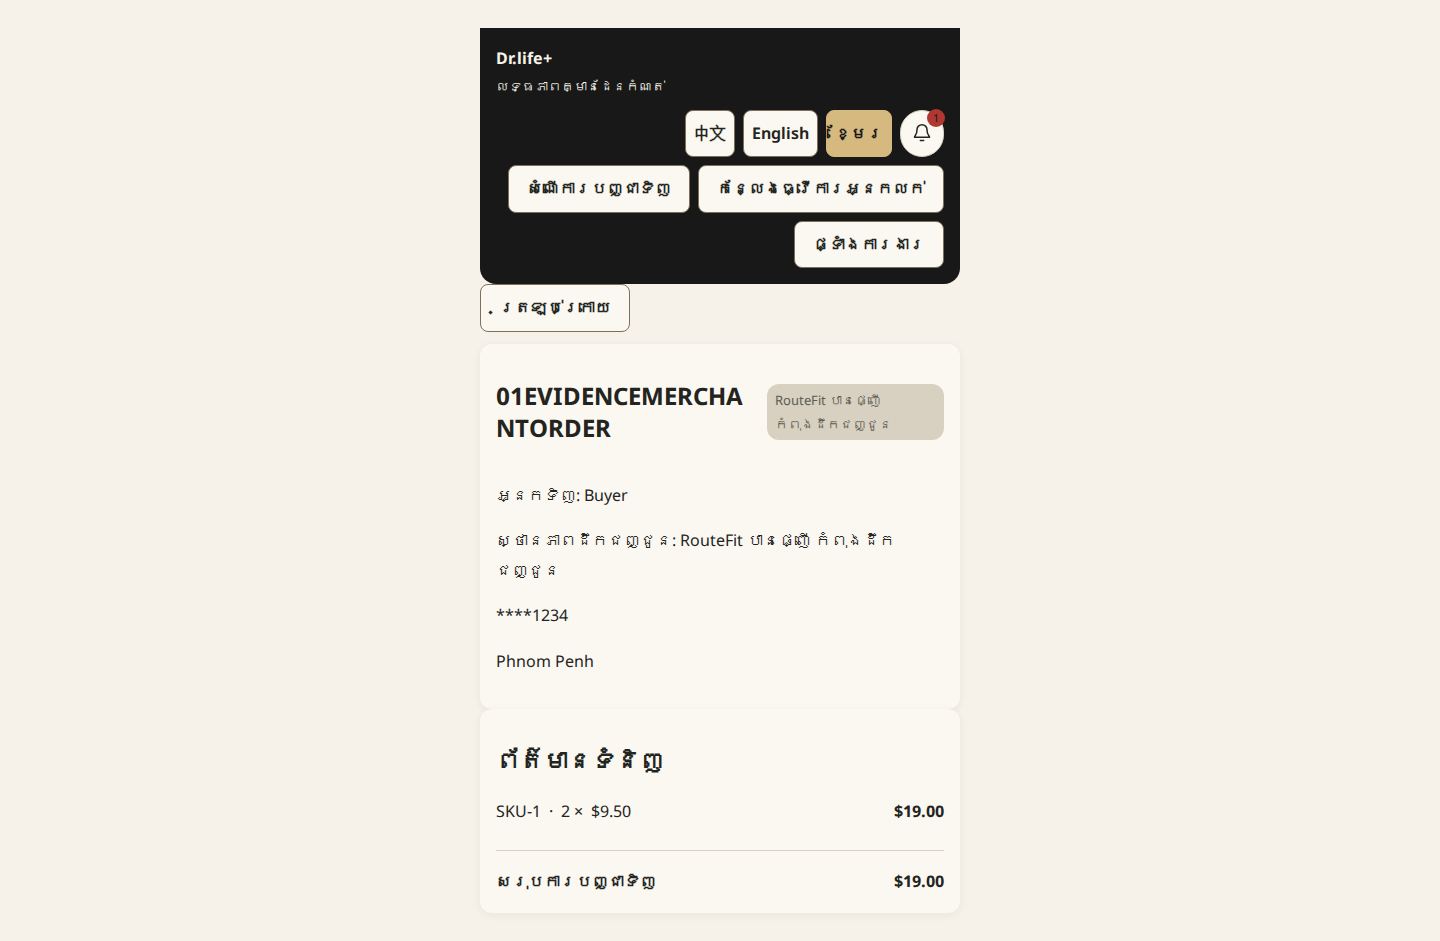 Dr.life+
លទ្ធភាពគ្មានដែនកំណត់
中文 English ខ្មែរ 1
សំណើការបញ្ជាទិញ កន្លែងធ្វើការអ្នកលក់
ផ្ទាំងការងារ
ត្រឡប់ក្រោយ
01EVIDENCEMERCHA
NTORDER
RouteFit បានផ្ញើ
កំពុងដឹកជញ្ជូន
អ្នកទិញ: Buyer
ស្ថានភាពដឹកជញ្ជូន: RouteFit បានផ្ញើ កំពុងដឹក
ជញ្ជូន
****1234
Phnom Penh
ព័ត៌មានទំនិញ
SKU-1 · 2 × $9.50 $19.00
សរុបការបញ្ជាទិញ $19.00